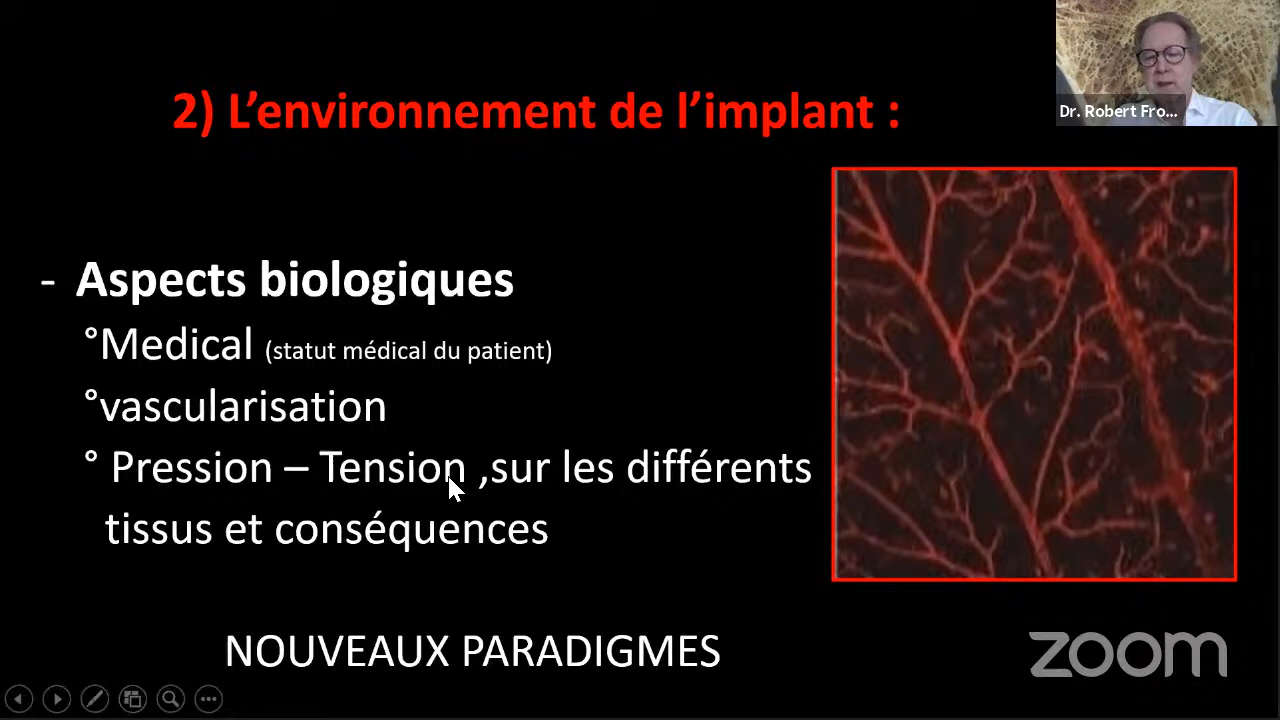 2) L’environnement de l’implant :
Dr. Robert Fro...
- Aspects biologiques
°Medical (statut médical du patient)
°vascularisation
° Pression – Tension ,sur les différents
tissus et conséquences
NOUVEAUX PARADIGMES
zoom